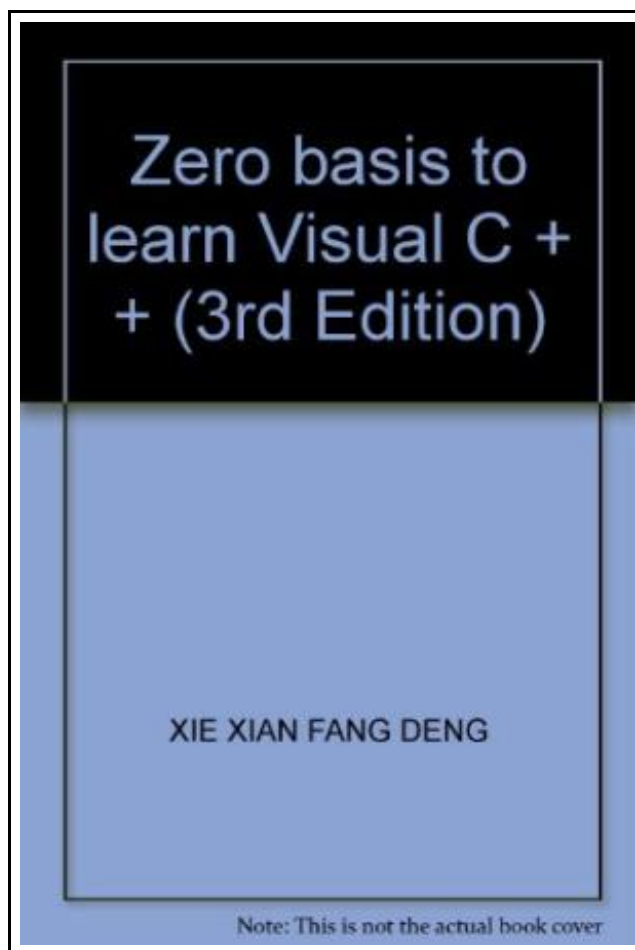 Zero basis to
learn Visual C +
+ (3rd Edition)
XIE XIAN FANG DENG
Note: This is not the actual book cover